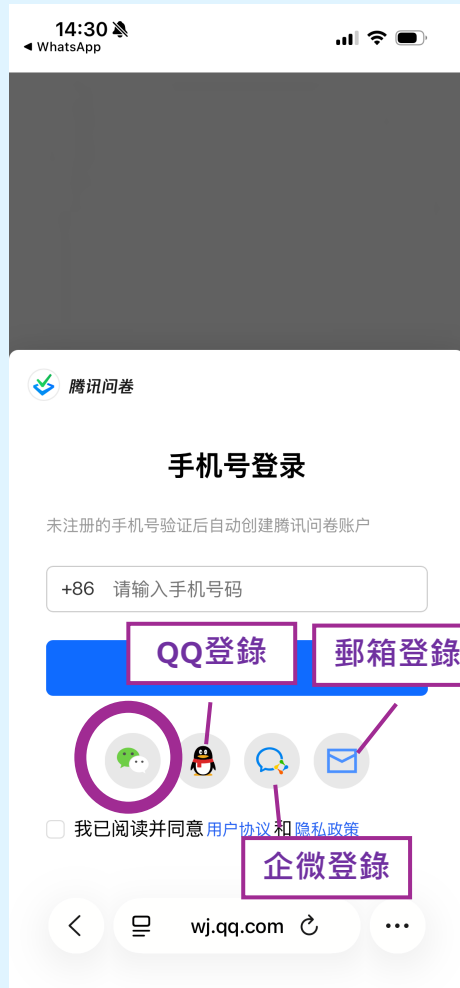 14:30
◀ WhatsApp
腾讯问卷
手机号登录
未注册的手机号验证后自动创建腾讯问卷账户
+86 请输入手机号码
QQ登錄
郵箱登錄
我已阅读并同意用户协议和隐私政策
企微登錄
wj.qq.com